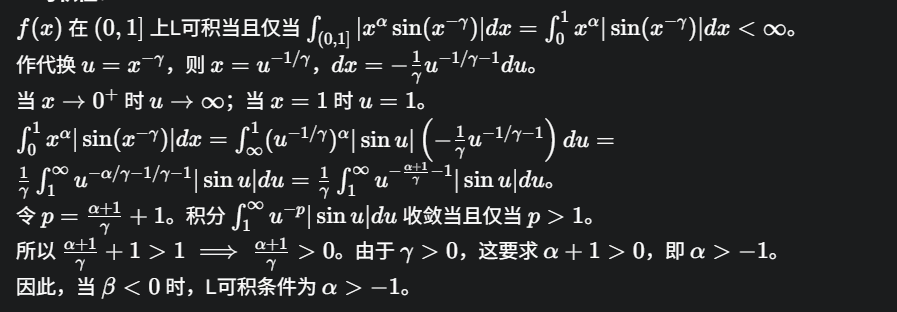 f(x) 在 (0, 1] 上L可积当且仅当 ∫_{(0,1]} |x^α sin(x^{−γ})|dx = ∫_0^1 x^α| sin(x^{−γ})|dx < ∞。
作代换 u = x^{−γ}，则 x = u^{−1/γ}，dx = −\frac{1}{γ}u^{−1/γ−1}du。
当 x → 0^+ 时 u → ∞；当 x = 1 时 u = 1。
∫_0^1 x^α| sin(x^{−γ})|dx = ∫_∞^1 (u^{−1/γ})^α| sin u| (−\frac{1}{γ}u^{−1/γ−1}) du =
\frac{1}{γ} ∫_1^∞ u^{−α/γ−1/γ−1}| sin u|du = \frac{1}{γ} ∫_1^∞ u^{−\frac{α+1}{γ}−1}| sin u|du。
令 p = \frac{α+1}{γ} + 1。积分 ∫_1^∞ u^{−p}| sin u|du 收敛当且仅当 p > 1。
所以 \frac{α+1}{γ} + 1 > 1 ⟹ \frac{α+1}{γ} > 0。由于 γ > 0，这要求 α + 1 > 0，即 α > −1。
因此，当 β < 0 时，L可积条件为 α > −1。